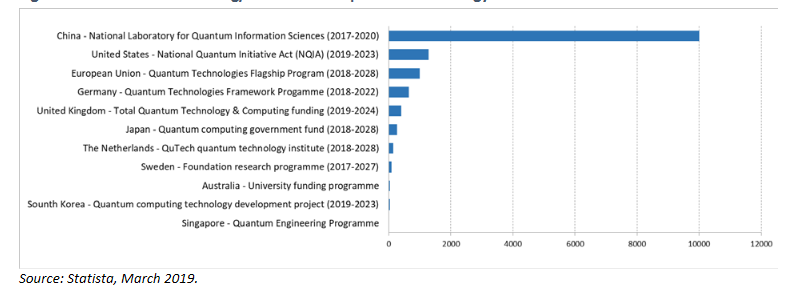 China - National Laboratory for Quantum Information Sciences (2017-2020)
United States - National Quantum Initiative Act (NQIA) (2019-2023)
European Union - Quantum Technologies Flagship Program (2018-2028)
Germany - Quantum Technologies Framework Progamme (2018-2022)
United Kingdom - Total Quantum Technology & Computing funding (2019-2024)
Japan - Quantum computing government fund (2018-2028)
The Netherlands - QuTech quantum technology institute (2018-2028)
Sweden - Foundation research programme (2017-2027)
Australia - University funding programme
Sounth Korea - Quantum computing technology development project (2019-2023)
Singapore - Quantum Engineering Programme
0 2000 4000 6000 8000 10000 12000
Source: Statista, March 2019.